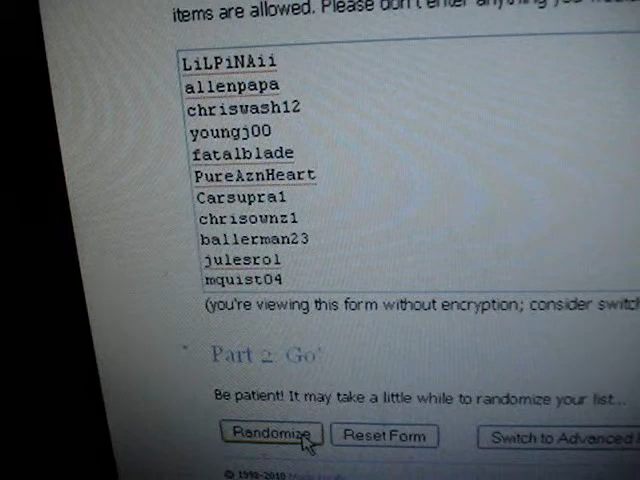 items are allowed. Please don't enter anything you
LiLPiNAii
allenpapa
chriswash12
youngj00
fatalblade
PureAznHeart
Carsupra1
chrisownz1
ballerman23
julesrol
mquist04
(you're viewing this form without encryption; consider
Part 2: Go!
Be patient! It may take a little while to randomize your list...
Randomize
Reset Form
Switch to Advanced
© 1998-2010